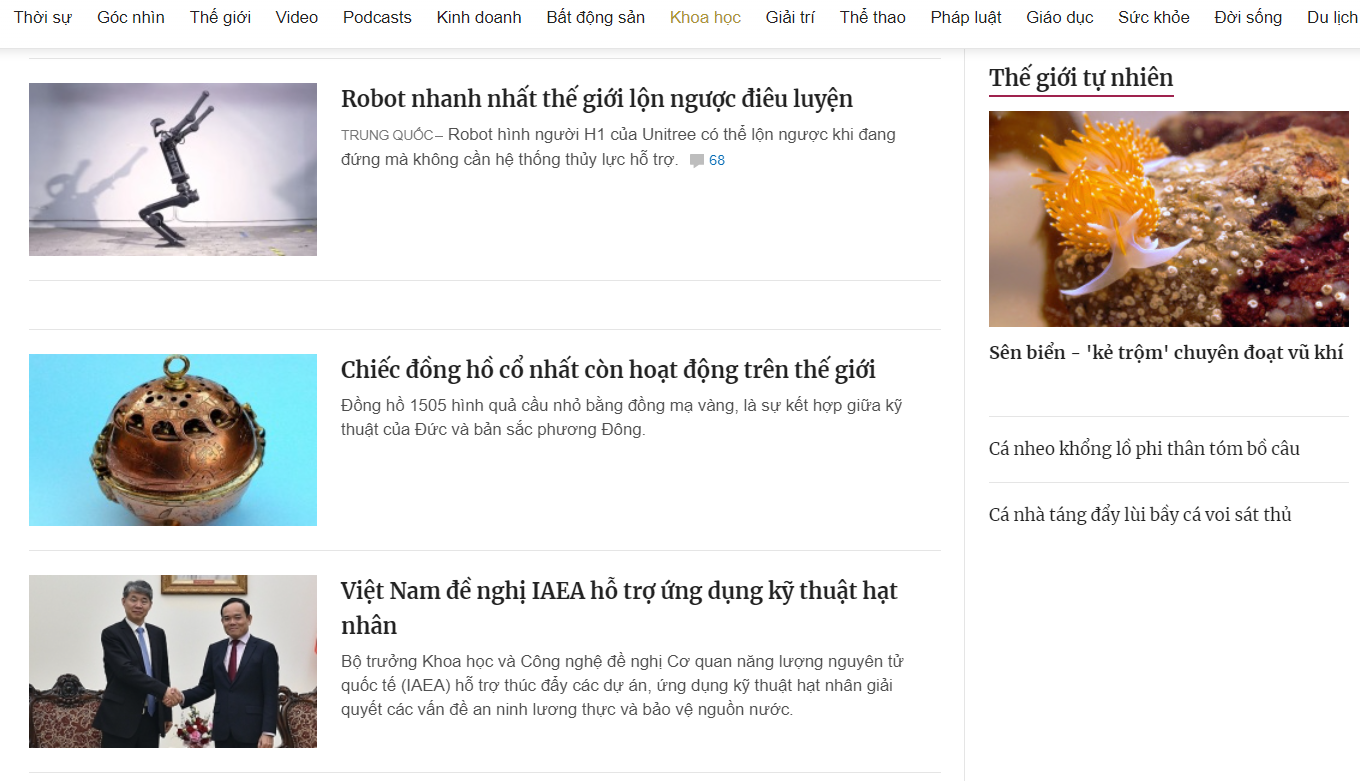 Thời sự Góc nhìn Thế giới Video Podcasts Kinh doanh Bất động sản Khoa học Giải trí Thể thao Pháp luật Giáo dục Sức khỏe Đời sống Du lịch
Robot nhanh nhất thế giới lộn ngược điêu luyện
TRUNG QUỐC – Robot hình người H1 của Unitree có thể lộn ngược khi đang
đứng mà không cần hệ thống thủy lực hỗ trợ. 68
Chiếc đồng hồ cổ nhất còn hoạt động trên thế giới
Đồng hồ 1505 hình quả cầu nhỏ bằng đồng mạ vàng, là sự kết hợp giữa kỹ
thuật của Đức và bản sắc phương Đông.
Việt Nam đề nghị IAEA hỗ trợ ứng dụng kỹ thuật hạt
nhân
Bộ trưởng Khoa học và Công nghệ đề nghị Cơ quan năng lượng nguyên tử
quốc tế (IAEA) hỗ trợ thúc đẩy các dự án, ứng dụng kỹ thuật hạt nhân giải
quyết các vấn đề an ninh lương thực và bảo vệ nguồn nước.
Thế giới tự nhiên
Sên biển - 'kẻ trộm' chuyên đoạt vũ khí
Cá nheo khổng lồ phi thân tóm bồ câu
Cá nhà táng đẩy lùi bầy cá voi sát thủ